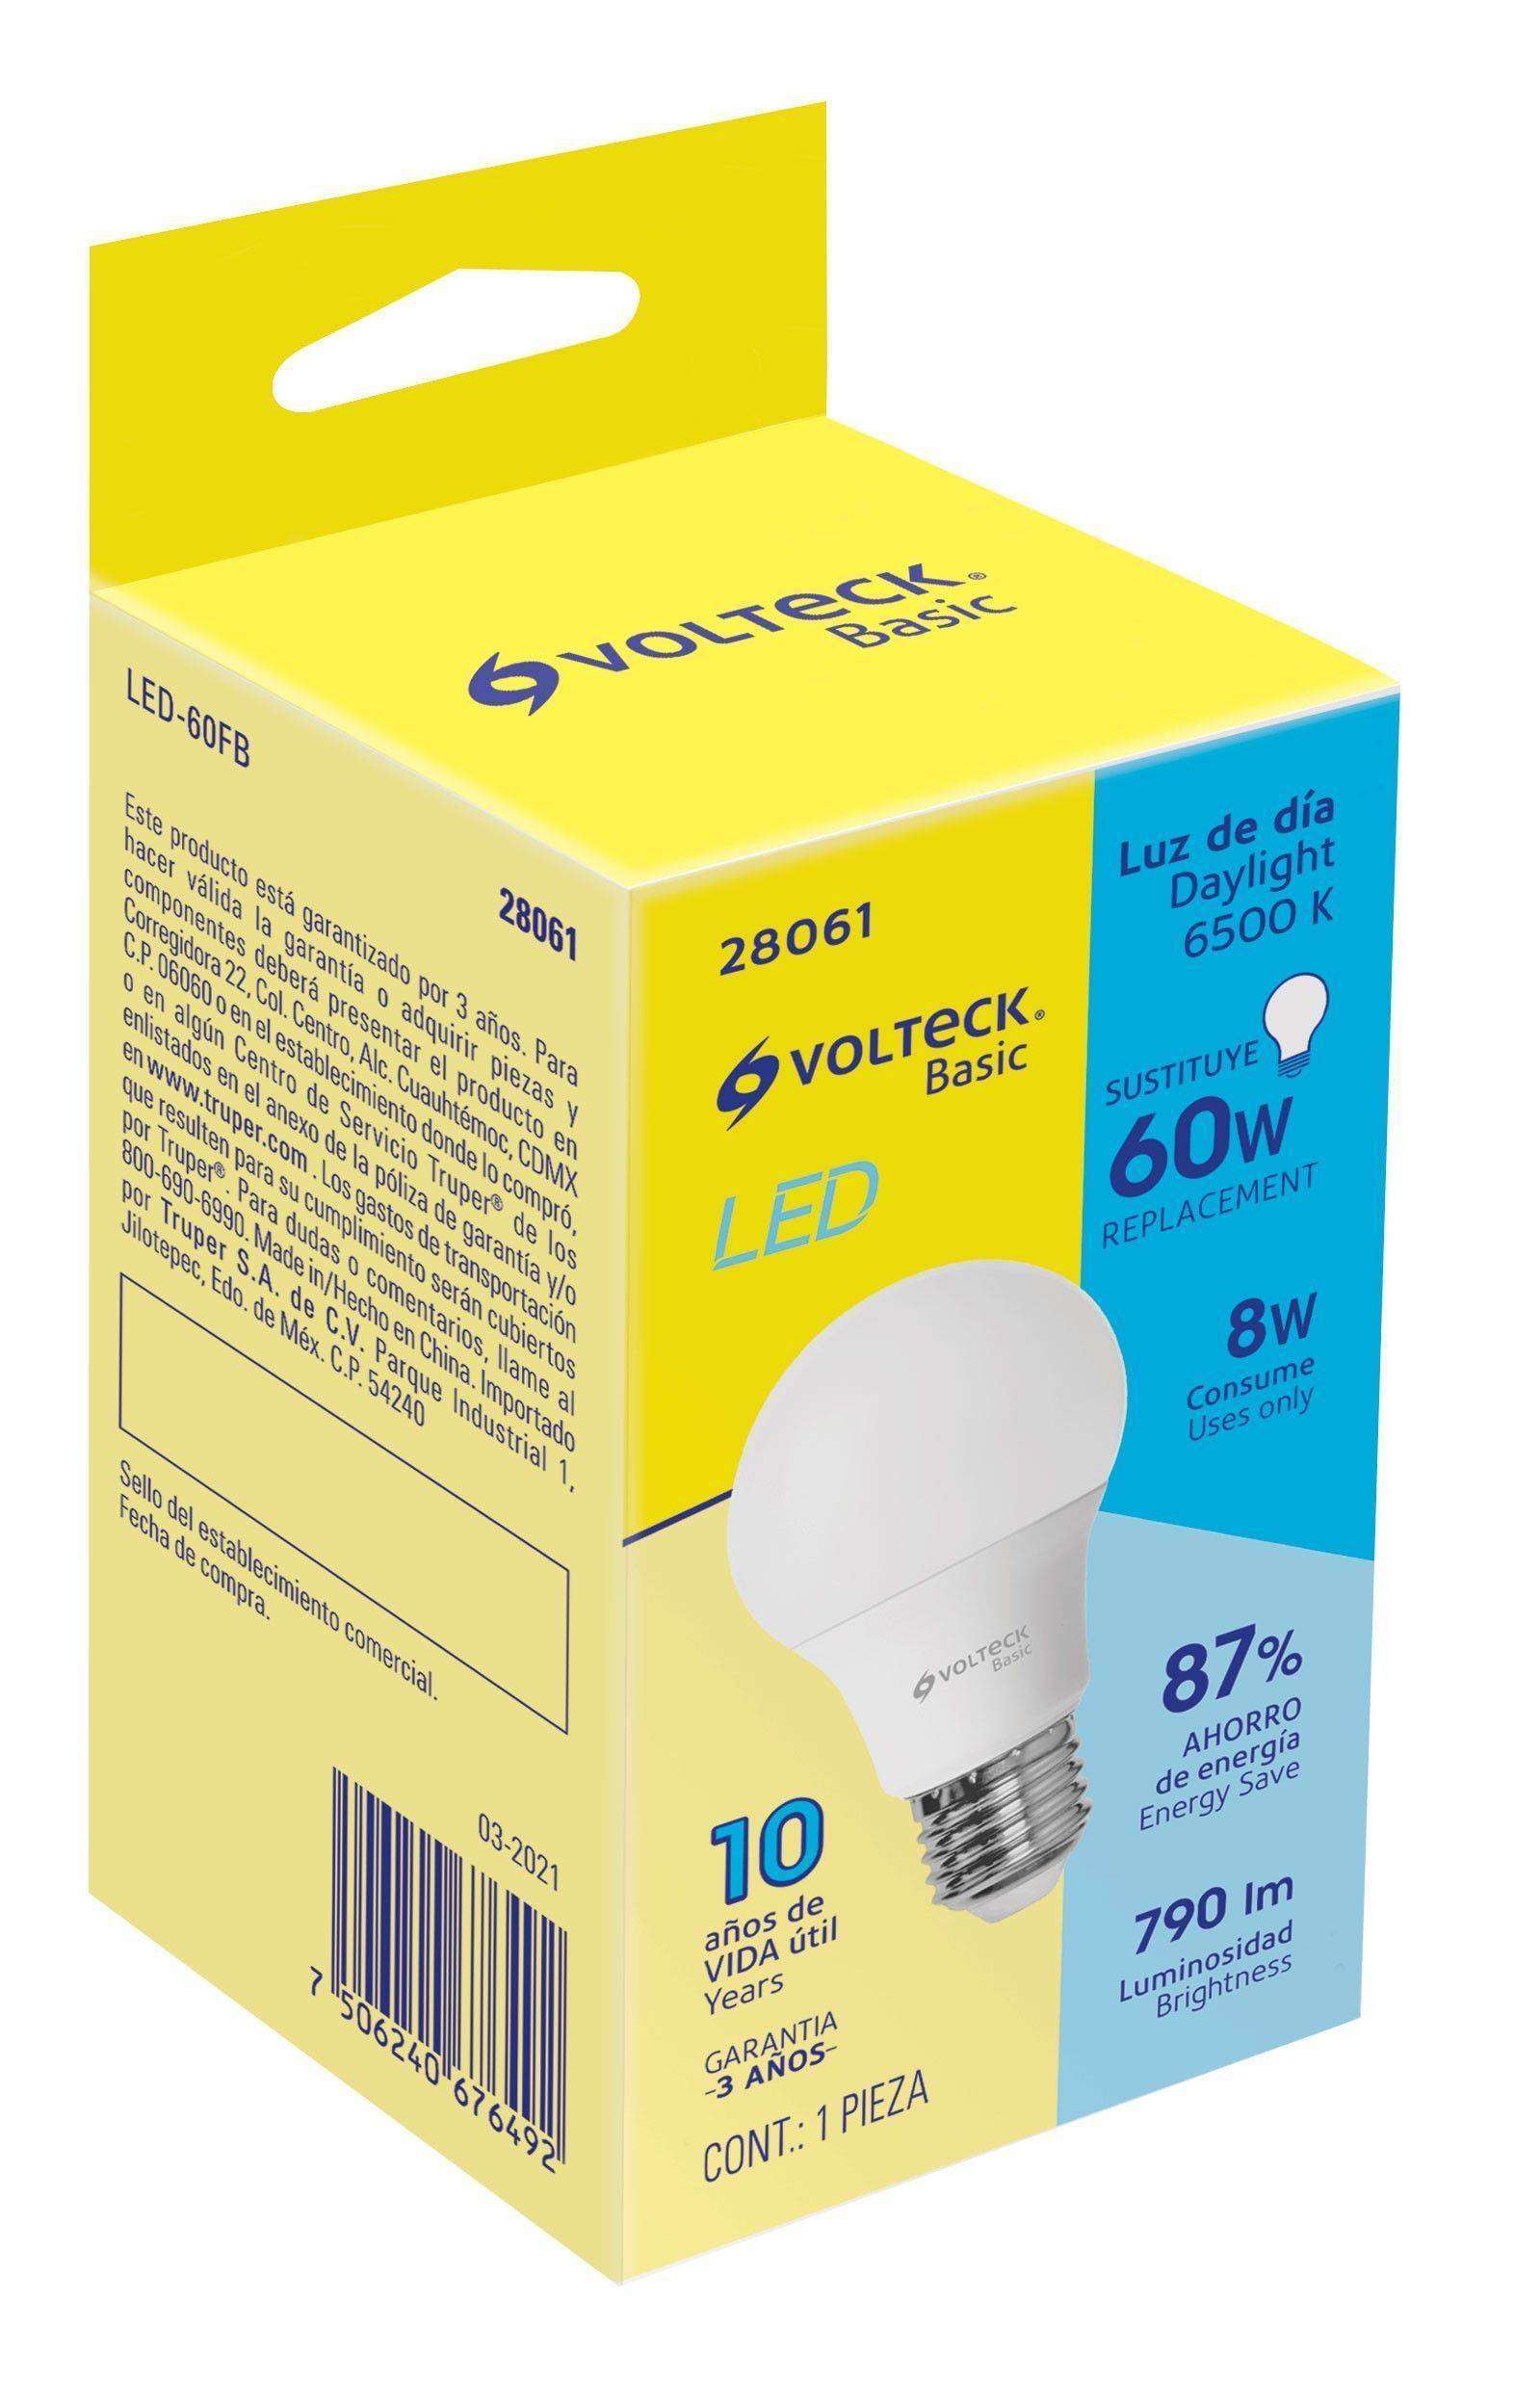 VOLTECK®
Basic
LED-60FB
28061
Este producto está garantizado por 3 años. Para
hacer válida la garantía o adquirir piezas y
componentes deberá presentar el producto en
Corregidora 22, Col. Centro, Alc. Cuauhtémoc, CDMX
C.P. 06060 o en el establecimiento donde lo compró,
o en algún Centro de Servicio Truper® de los
enlistados en el anexo de la póliza de garantía y/o
en www.truper.com . Los gastos de transportación
que resulten para su cumplimiento serán cubiertos
por Truper®. Para dudas o comentarios, llame al
800-690-6990. Made in/Hecho en China. Importado
por Truper S.A. de C.V. Parque Industrial 1,
Jilotepec, Edo. de Méx. C.P. 54240
Sello del establecimiento comercial.
Fecha de compra.
03-2021
7 506240 676492
28061
VOLTECK®
Basic
LED
VOLTECK
Basic
10
años de
VIDA útil
Years
GARANTIA
-3 AÑOS-
CONT.: 1 PIEZA
Luz de día
Daylight
6500 K
SUSTITUYE
60W
REPLACEMENT
8W
Consume
Uses only
87%
AHORRO
de energía
Energy Save
790 lm
Luminosidad
Brightness